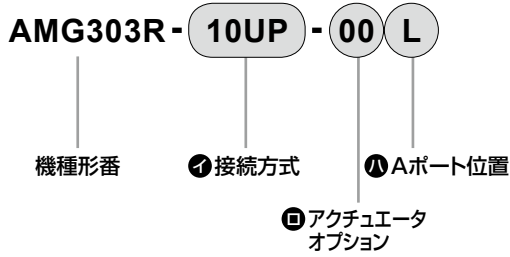 AMG303R-10UP-00L
機種形番
イ接続方式
ハAポート位置
ロアクチュエータ
オプション